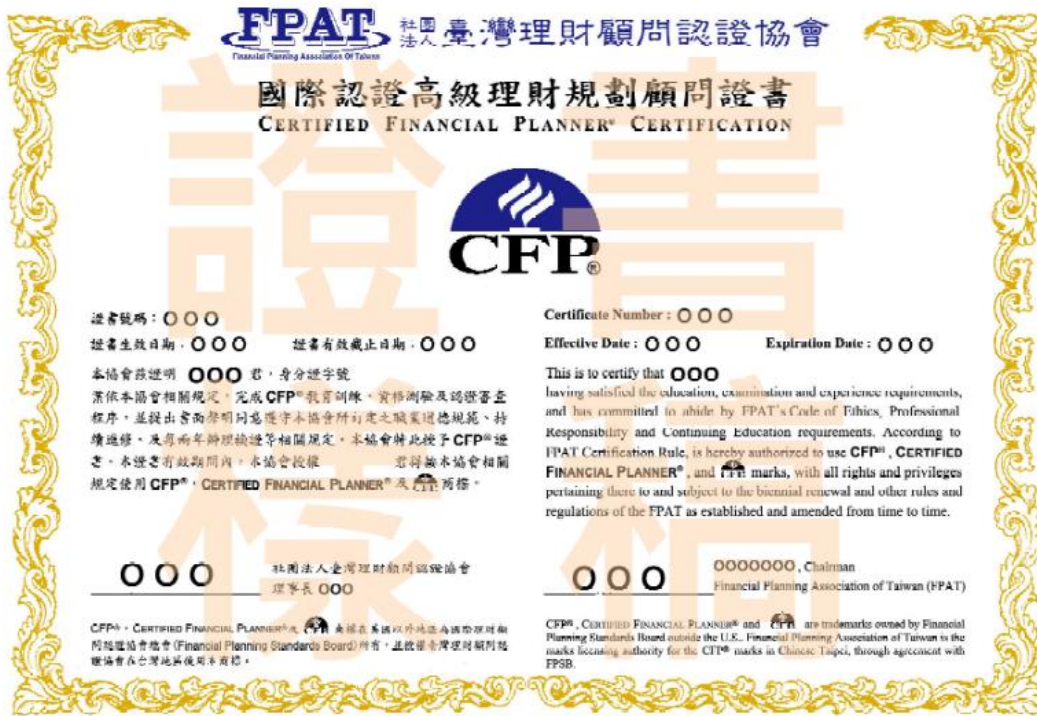 FPAT 社團法人 臺灣理財顧問認證協會
Financial Planning Association Of Taiwan
國際認證高級理財規劃顧問證書
CERTIFIED FINANCIAL PLANNER® CERTIFICATION
CFP®
證書樣稿
證書號碼：OOO
證書生效日期：OOO 證書有效截止日期：OOO
本協會茲證明 OOO 君，身分證字號
業依本協會相關規定，完成CFP®教育訓練、資格測驗及認證審查
程序，並提出書面聲明同意遵守本協會所訂定之職業道德規範、持
續進修、及每兩年辦理換證等相關規定。本協會特此授予CFP®證
書。本證書有效期間內，本協會授權 君得按本協會相關
規定使用CFP®，CERTIFIED FINANCIAL PLANNER®及 CFP 商標。
OOO 社團法人臺灣理財顧問認證協會
理事長 OOO
CFP®，CERTIFIED FINANCIAL PLANNER®及 CFP 商標在美國以外地區為國際理財顧
問認證協會總會(Financial Planning Standards Board)所有，並授權臺灣理財顧問認
證協會在台灣地區使用本商標。
Certificate Number : OOO
Effective Date : OOO Expiration Date : OOO
This is to certify that OOO
having satisfied the education, examination and experience requirements,
and has committed to abide by FPAT's Code of Ethics, Professional
Responsibility and Continuing Education requirements. According to
FPAT Certification Rule, is hereby authorized to use CFP®, CERTIFIED
FINANCIAL PLANNER®, and CFP marks, with all rights and privileges
pertaining there to and subject to the biennial renewal and other rules and
regulations of the FPAT as established and amended from time to time.
OOO OOOOOOO, Chairman
Financial Planning Association of Taiwan (FPAT)
CFP®, CERTIFIED FINANCIAL PLANNER® and CFP are trademarks owned by Financial
Planning Standards Board outside the U.S.. Financial Planning Association of Taiwan is the
marks licensing authority for the CFP® marks in Chinese Taipei, through agreement with
FPSB.